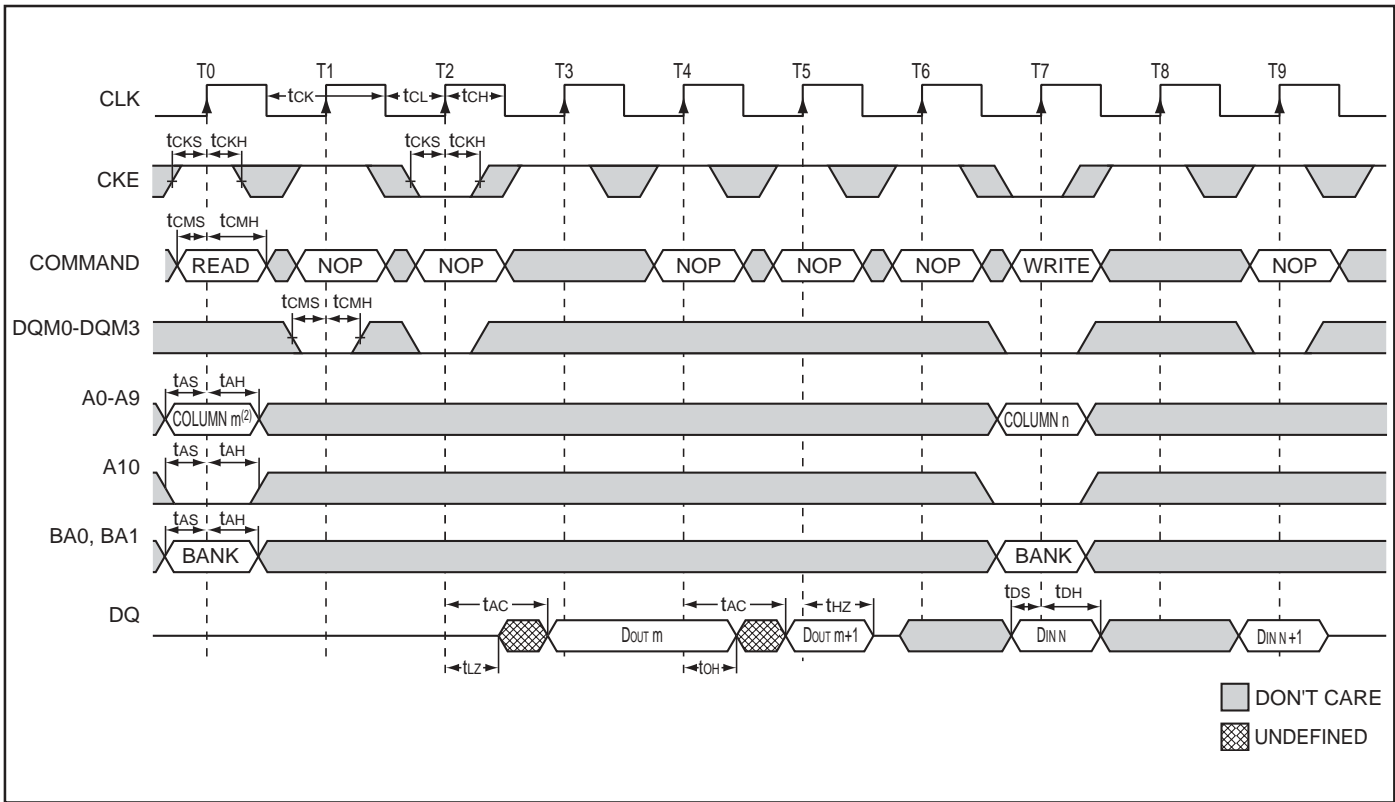 T0 T1 T2 T3 T4 T5 T6 T7 T8 T9
CLK tCK tCL tCH
tCKS tCKH tCKS tCKH
CKE
tCMS tCMH
COMMAND READ NOP NOP NOP NOP NOP WRITE NOP
tCMS tCMH
DQM0-DQM3
tAS tAH
A0-A9 COLUMN m(2) COLUMN n
tAS tAH
A10
tAS tAH
BA0, BA1 BANK BANK
tAC tAC tHZ tDS tDH
DQ DOUT m DOUT m+1 DIN N DIN N+1
tLZ tOH
DON'T CARE
UNDEFINED